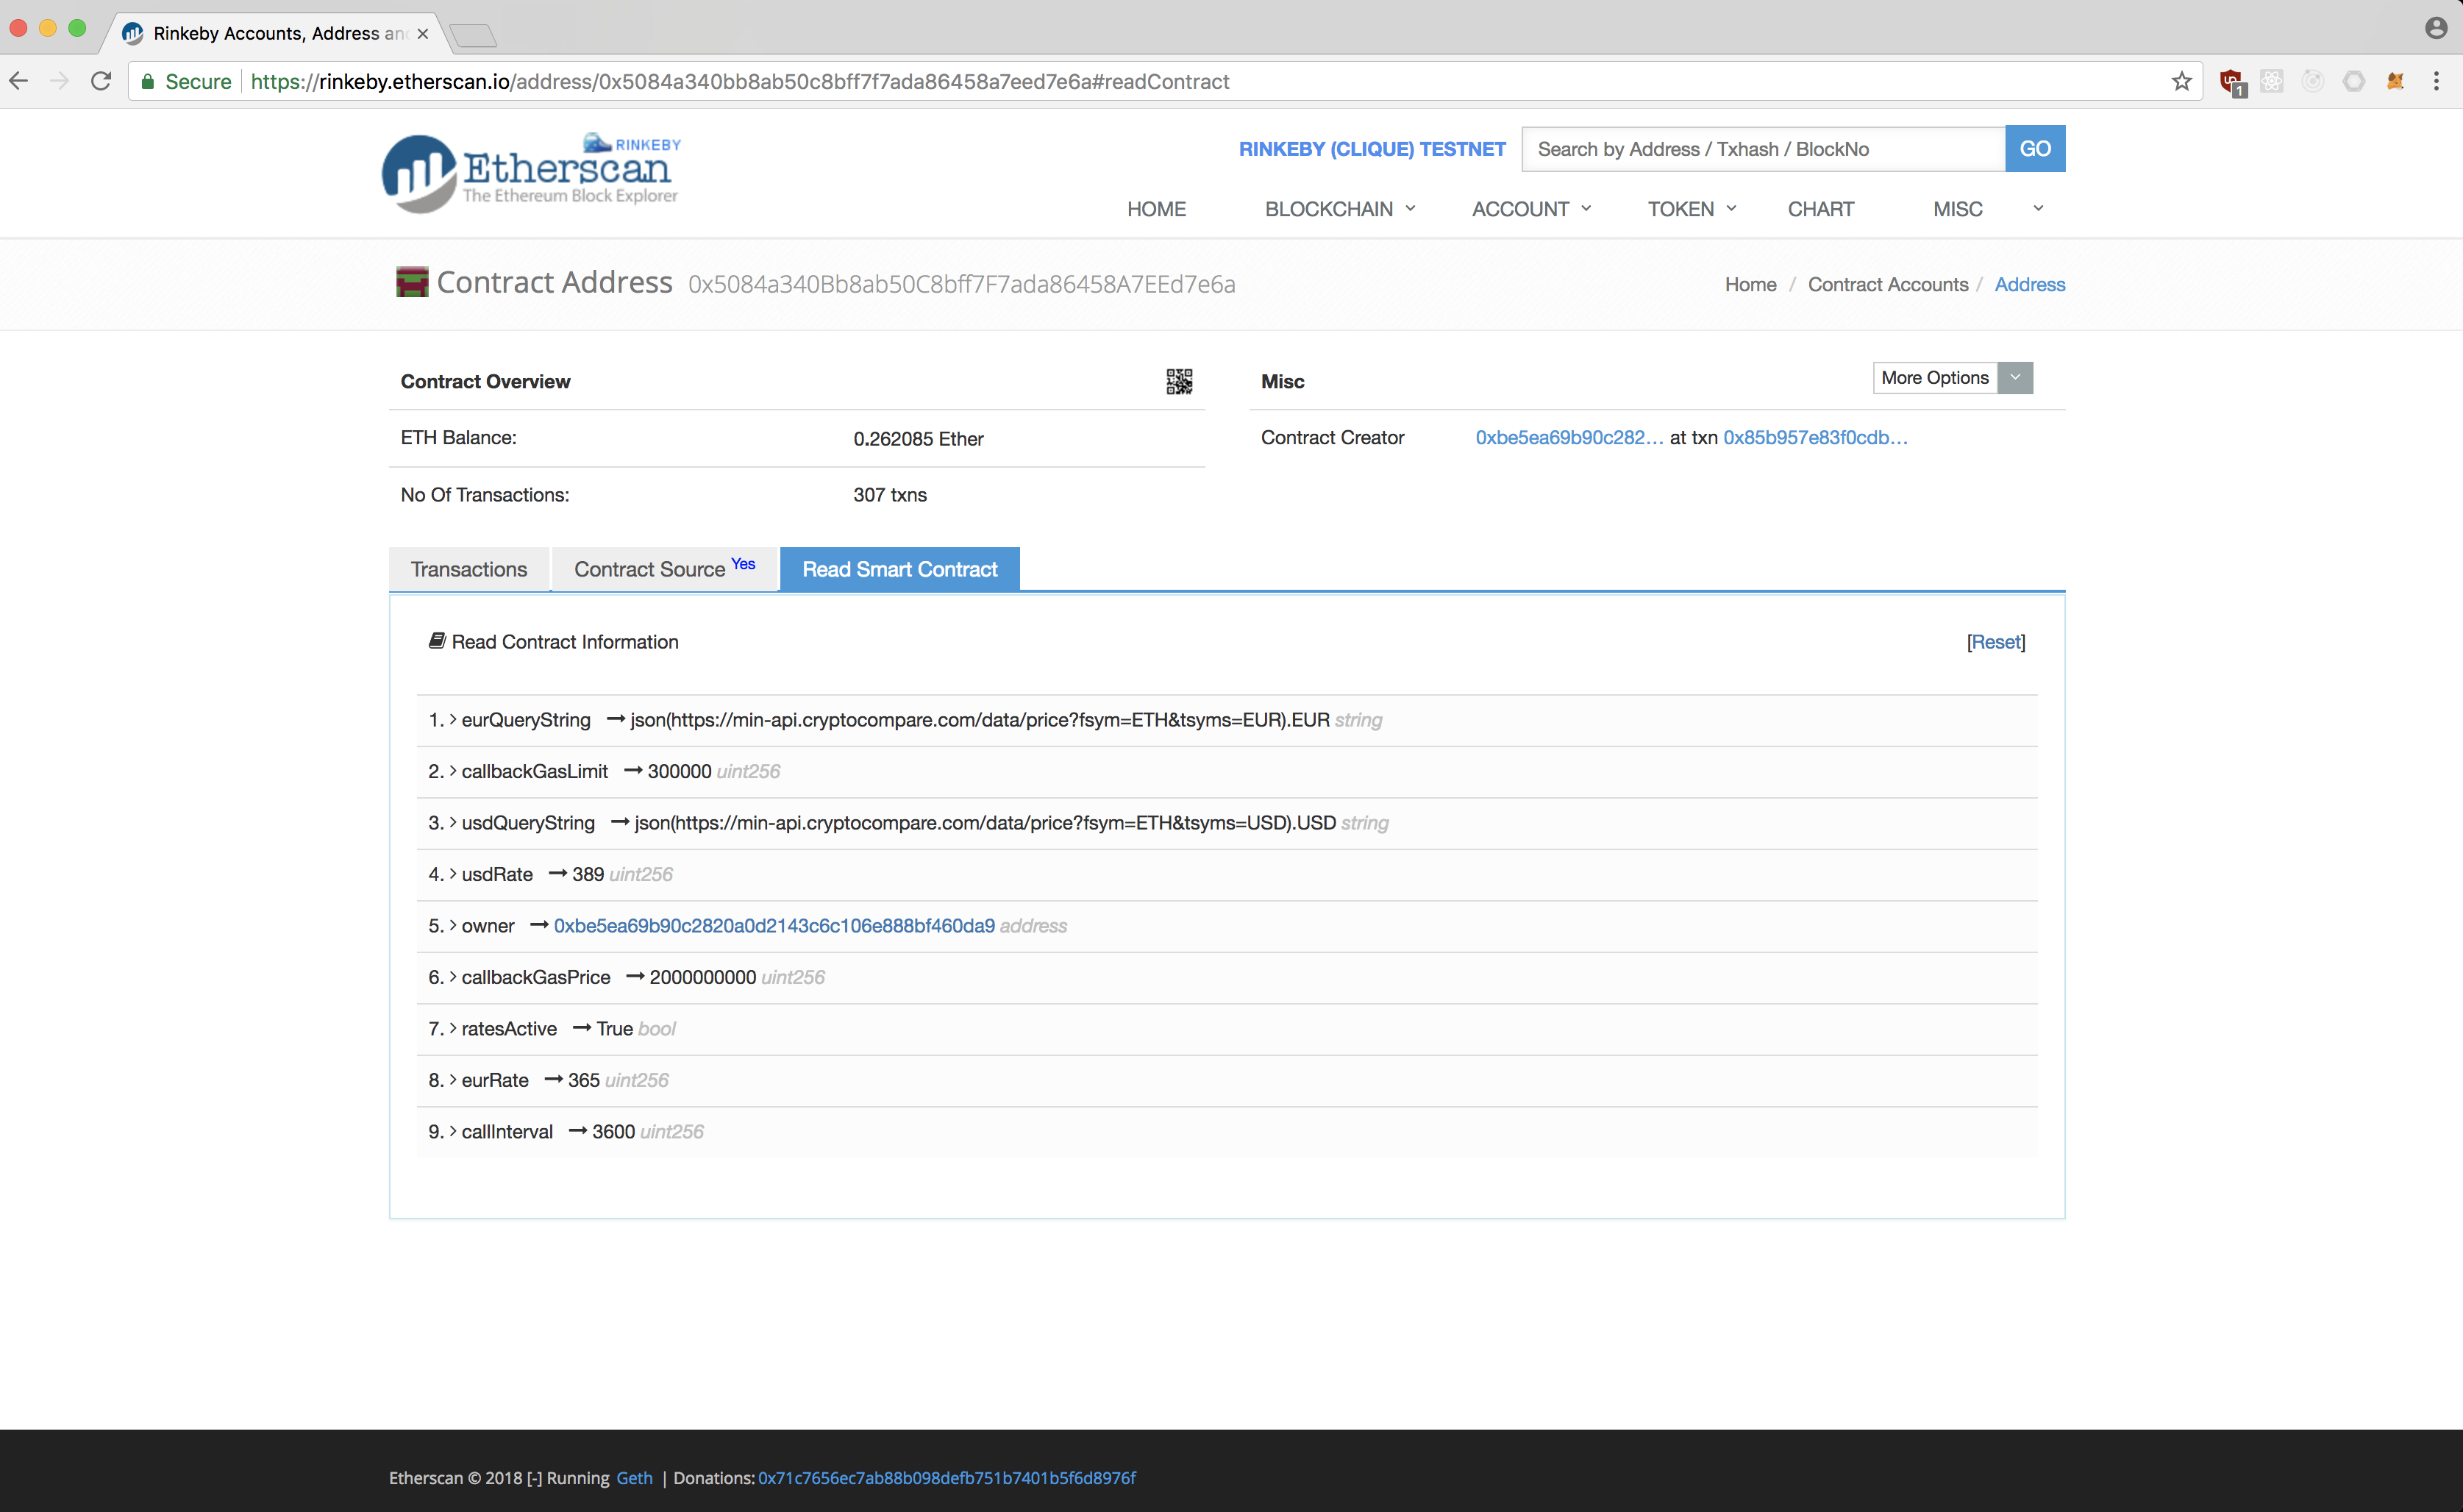 Rinkeby Accounts, Address an
Secure https://rinkeby.etherscan.io/address/0x5084a340bb8ab50c8bff7f7ada86458a7eed7e6a#readContract
1
RINKEBY
Etherscan
The Ethereum Block Explorer
RINKEBY (CLIQUE) TESTNET Search by Address / Txhash / BlockNo GO
HOME BLOCKCHAIN ACCOUNT TOKEN CHART MISC
Contract Address 0x5084a340Bb8ab50C8bff7F7ada86458A7EEd7e6a Home / Contract Accounts / Address
Contract Overview
ETH Balance: 0.262085 Ether
No Of Transactions: 307 txns
Misc More Options
Contract Creator 0xbe5ea69b90c282... at txn 0x85b957e83f0cdb...
Transactions Contract Source Yes Read Smart Contract
Read Contract Information [Reset]
1. > eurQueryString → json(https://min-api.cryptocompare.com/data/price?fsym=ETH&tsyms=EUR).EUR string
2. > callbackGasLimit → 300000 uint256
3. > usdQueryString → json(https://min-api.cryptocompare.com/data/price?fsym=ETH&tsyms=USD).USD string
4. > usdRate → 389 uint256
5. > owner → 0xbe5ea69b90c2820a0d2143c6c106e888bf460da9 address
6. > callbackGasPrice → 2000000000 uint256
7. > ratesActive → True bool
8. > eurRate → 365 uint256
9. > callInterval → 3600 uint256
Etherscan © 2018 [-] Running Geth | Donations: 0x71c7656ec7ab88b098defb751b7401b5f6d8976f